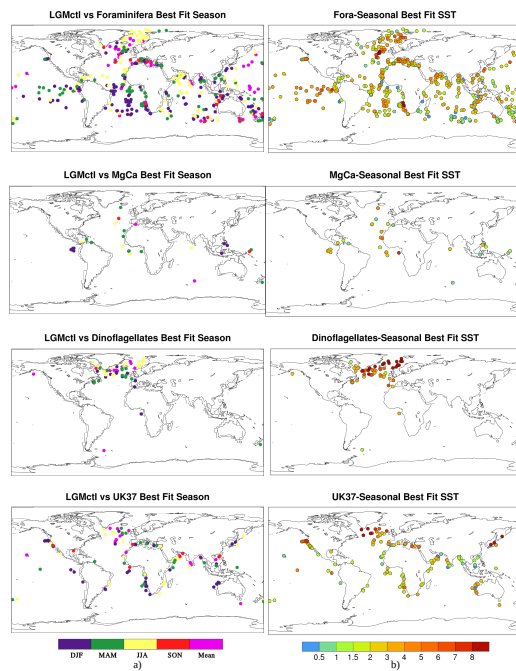 LGMctl vs Foraminifera Best Fit Season
Fora-Seasonal Best Fit SST
LGMctl vs MgCa Best Fit Season
MgCa-Seasonal Best Fit SST
LGMctl vs Dinoflagellates Best Fit Season
Dinoflagellates-Seasonal Best Fit SST
LGMctl vs UK37 Best Fit Season
UK37-Seasonal Best Fit SST
DJF MAM JJA SON Mean
0.5 1 1.5 2 3 4 5 6 7 8
a)
b)